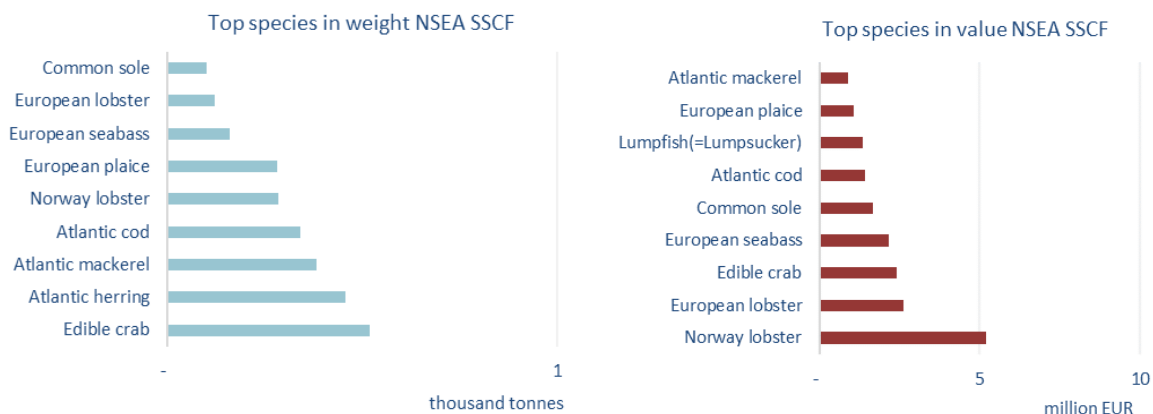 Top species in weight NSEA SSCF
Common sole
European lobster
European seabass
European plaice
Norway lobster
Atlantic cod
Atlantic mackerel
Atlantic herring
Edible crab
-
1
thousand tonnes
Top species in value NSEA SSCF
Atlantic mackerel
European plaice
Lumpfish(=Lumpsucker)
Atlantic cod
Common sole
European seabass
Edible crab
European lobster
Norway lobster
-
5
10
million EUR